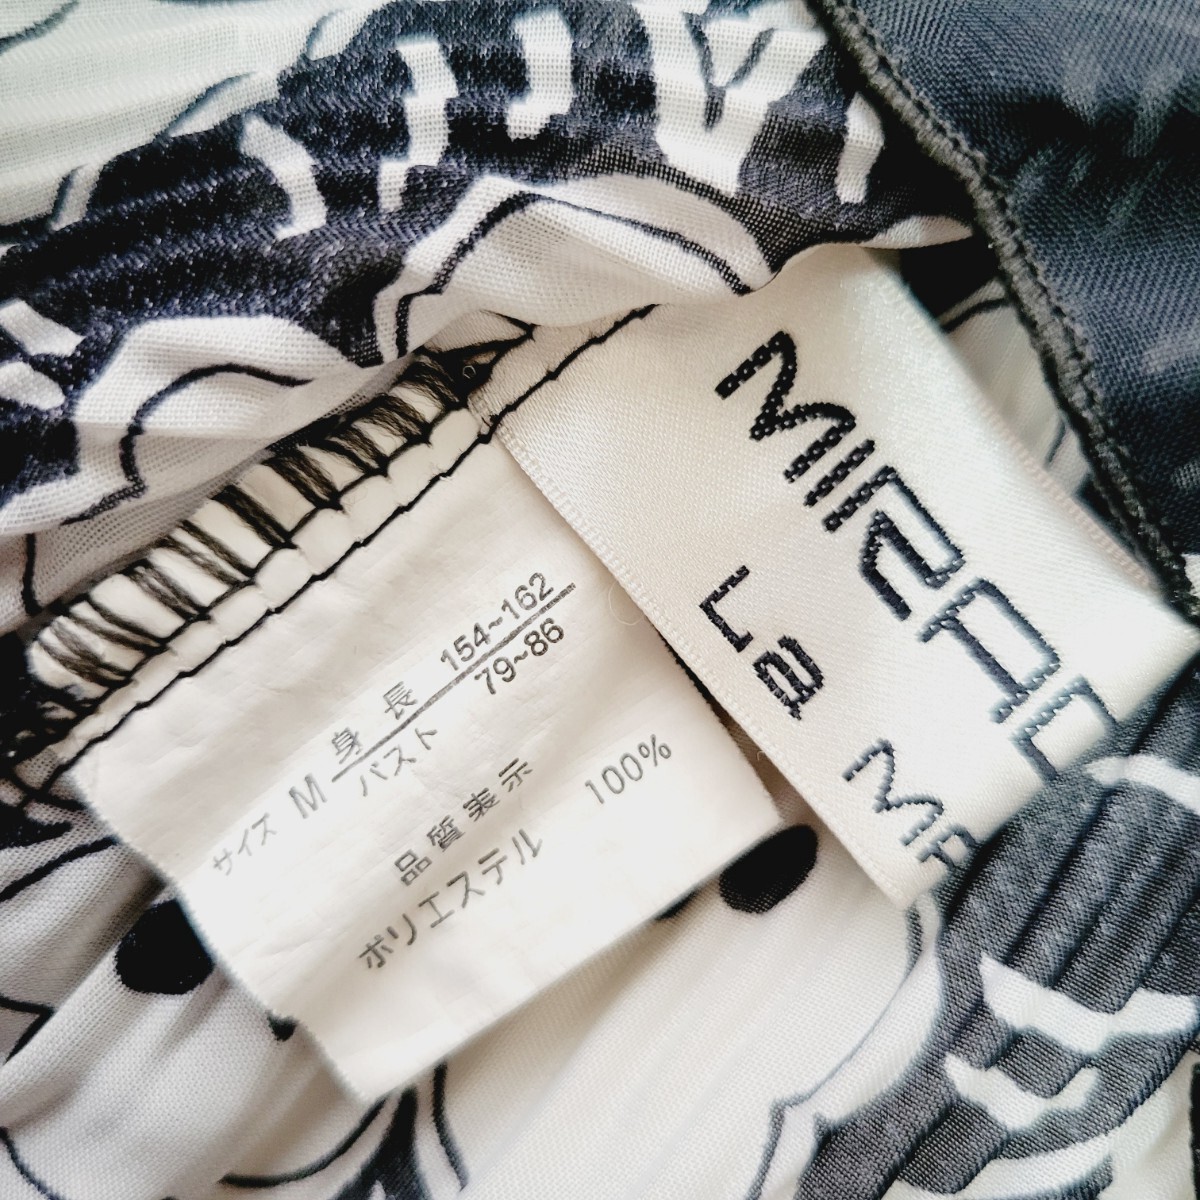 サイズ M 身長 154~162
バスト 79~86
品質表示
ポリエステル 100%
La